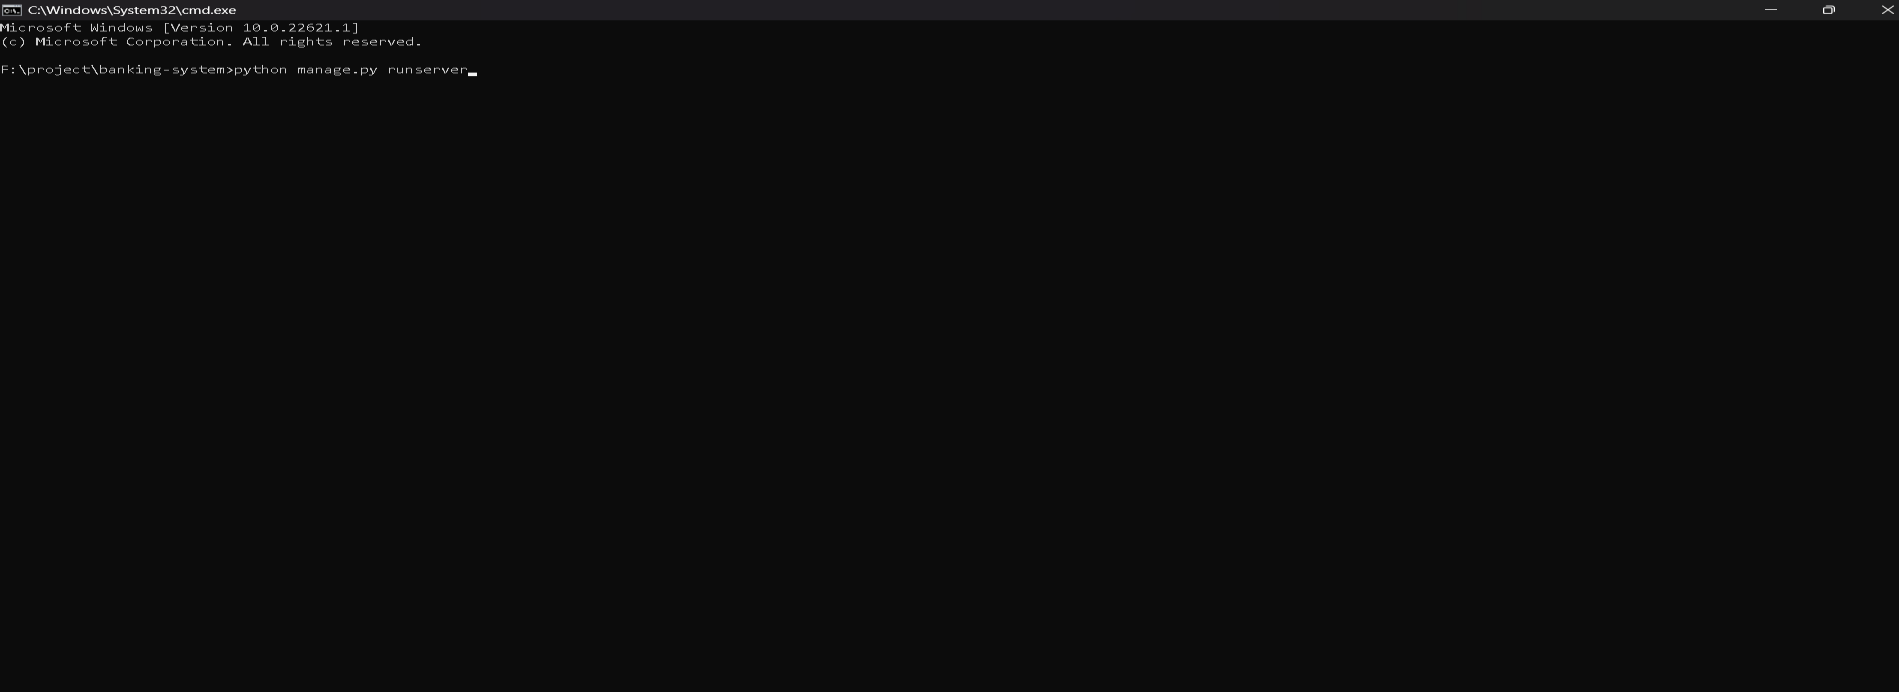 C:\Windows\System32\cmd.exe
Microsoft Windows [Version 10.0.22621.1]
(c) Microsoft Corporation. All rights reserved.
F:\project\banking-system>python manage.py runserver